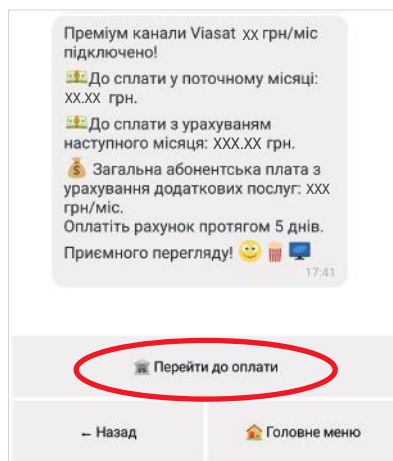 Преміум канали Viasat xx грн/міс
підключено!
💵До сплати у поточному місяці:
xx.xx грн.
💵До сплати з урахуваням
наступного місяця: xxx.xx грн.
💰 Загальна абонентська плата з
урахування додаткових послуг: xxx
грн/міс.
Оплатіть рахунок протягом 5 днів.
Приємного перегляду! 🙂 🍿 🖥️
17:41
🏦 Перейти до оплати
← Назад
🏠 Головне меню